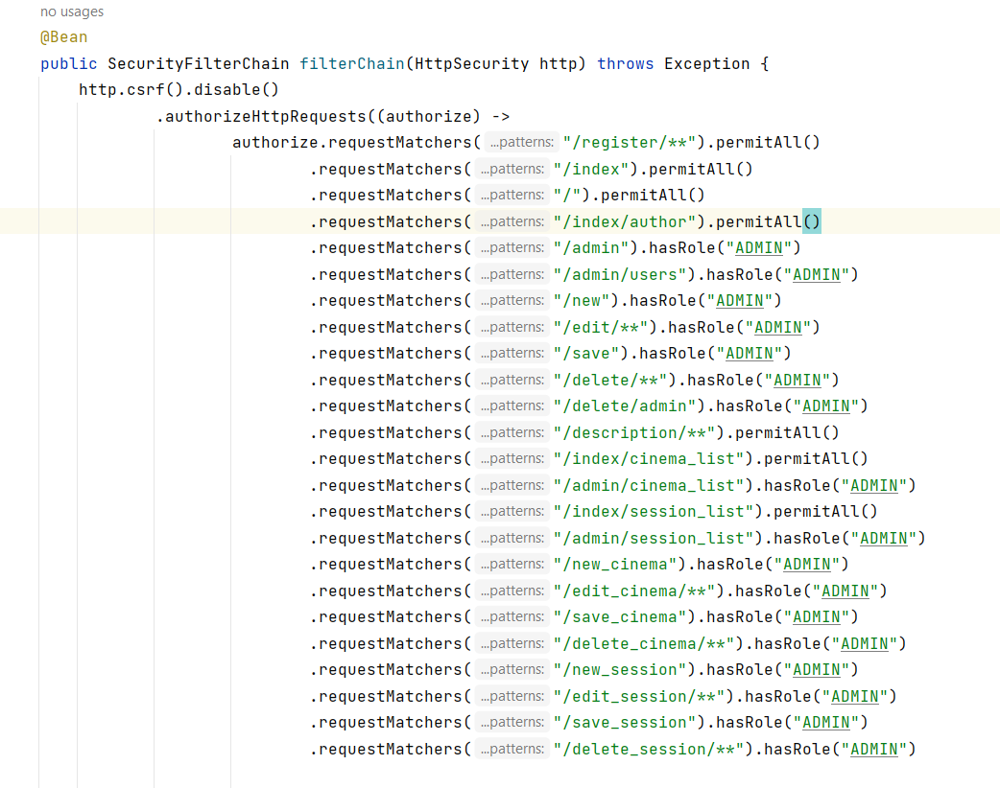 no usages
@Bean
public SecurityFilterChain filterChain(HttpSecurity http) throws Exception {
http.csrf().disable()
.authorizeHttpRequests((authorize) ->
authorize.requestMatchers( ...patterns: "/register/**").permitAll()
.requestMatchers( ...patterns: "/index").permitAll()
.requestMatchers( ...patterns: "/").permitAll()
.requestMatchers( ...patterns: "/index/author").permitAll()
.requestMatchers( ...patterns: "/admin").hasRole("ADMIN")
.requestMatchers( ...patterns: "/admin/users").hasRole("ADMIN")
.requestMatchers( ...patterns: "/new").hasRole("ADMIN")
.requestMatchers( ...patterns: "/edit/**").hasRole("ADMIN")
.requestMatchers( ...patterns: "/save").hasRole("ADMIN")
.requestMatchers( ...patterns: "/delete/**").hasRole("ADMIN")
.requestMatchers( ...patterns: "/delete/admin").hasRole("ADMIN")
.requestMatchers( ...patterns: "/description/**").permitAll()
.requestMatchers( ...patterns: "/index/cinema_list").permitAll()
.requestMatchers( ...patterns: "/admin/cinema_list").hasRole("ADMIN")
.requestMatchers( ...patterns: "/index/session_list").permitAll()
.requestMatchers( ...patterns: "/admin/session_list").hasRole("ADMIN")
.requestMatchers( ...patterns: "/new_cinema").hasRole("ADMIN")
.requestMatchers( ...patterns: "/edit_cinema/**").hasRole("ADMIN")
.requestMatchers( ...patterns: "/save_cinema").hasRole("ADMIN")
.requestMatchers( ...patterns: "/delete_cinema/**").hasRole("ADMIN")
.requestMatchers( ...patterns: "/new_session").hasRole("ADMIN")
.requestMatchers( ...patterns: "/edit_session/**").hasRole("ADMIN")
.requestMatchers( ...patterns: "/save_session").hasRole("ADMIN")
.requestMatchers( ...patterns: "/delete_session/**").hasRole("ADMIN")